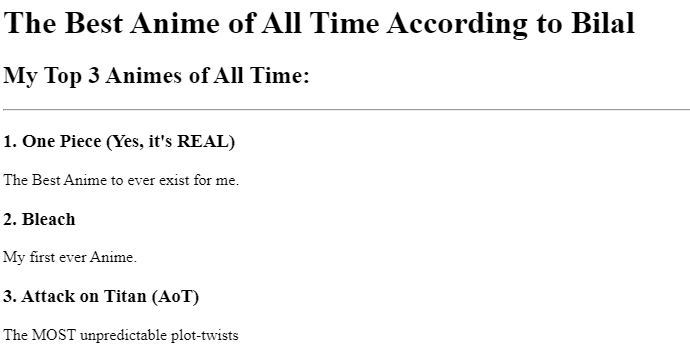 The Best Anime of All Time According to Bilal
My Top 3 Animes of All Time:
1. One Piece (Yes, it's REAL)
The Best Anime to ever exist for me.
2. Bleach
My first ever Anime.
3. Attack on Titan (AoT)
The MOST unpredictable plot-twists